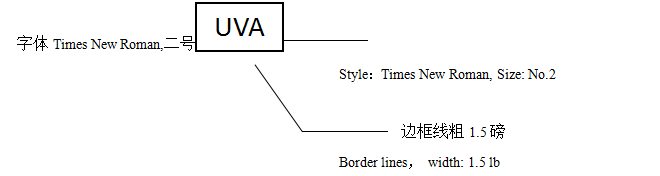 UVA
字体 Times New Roman,二号
Style：Times New Roman, Size: No.2
边框线粗 1.5 磅
Border lines， width: 1.5 lb